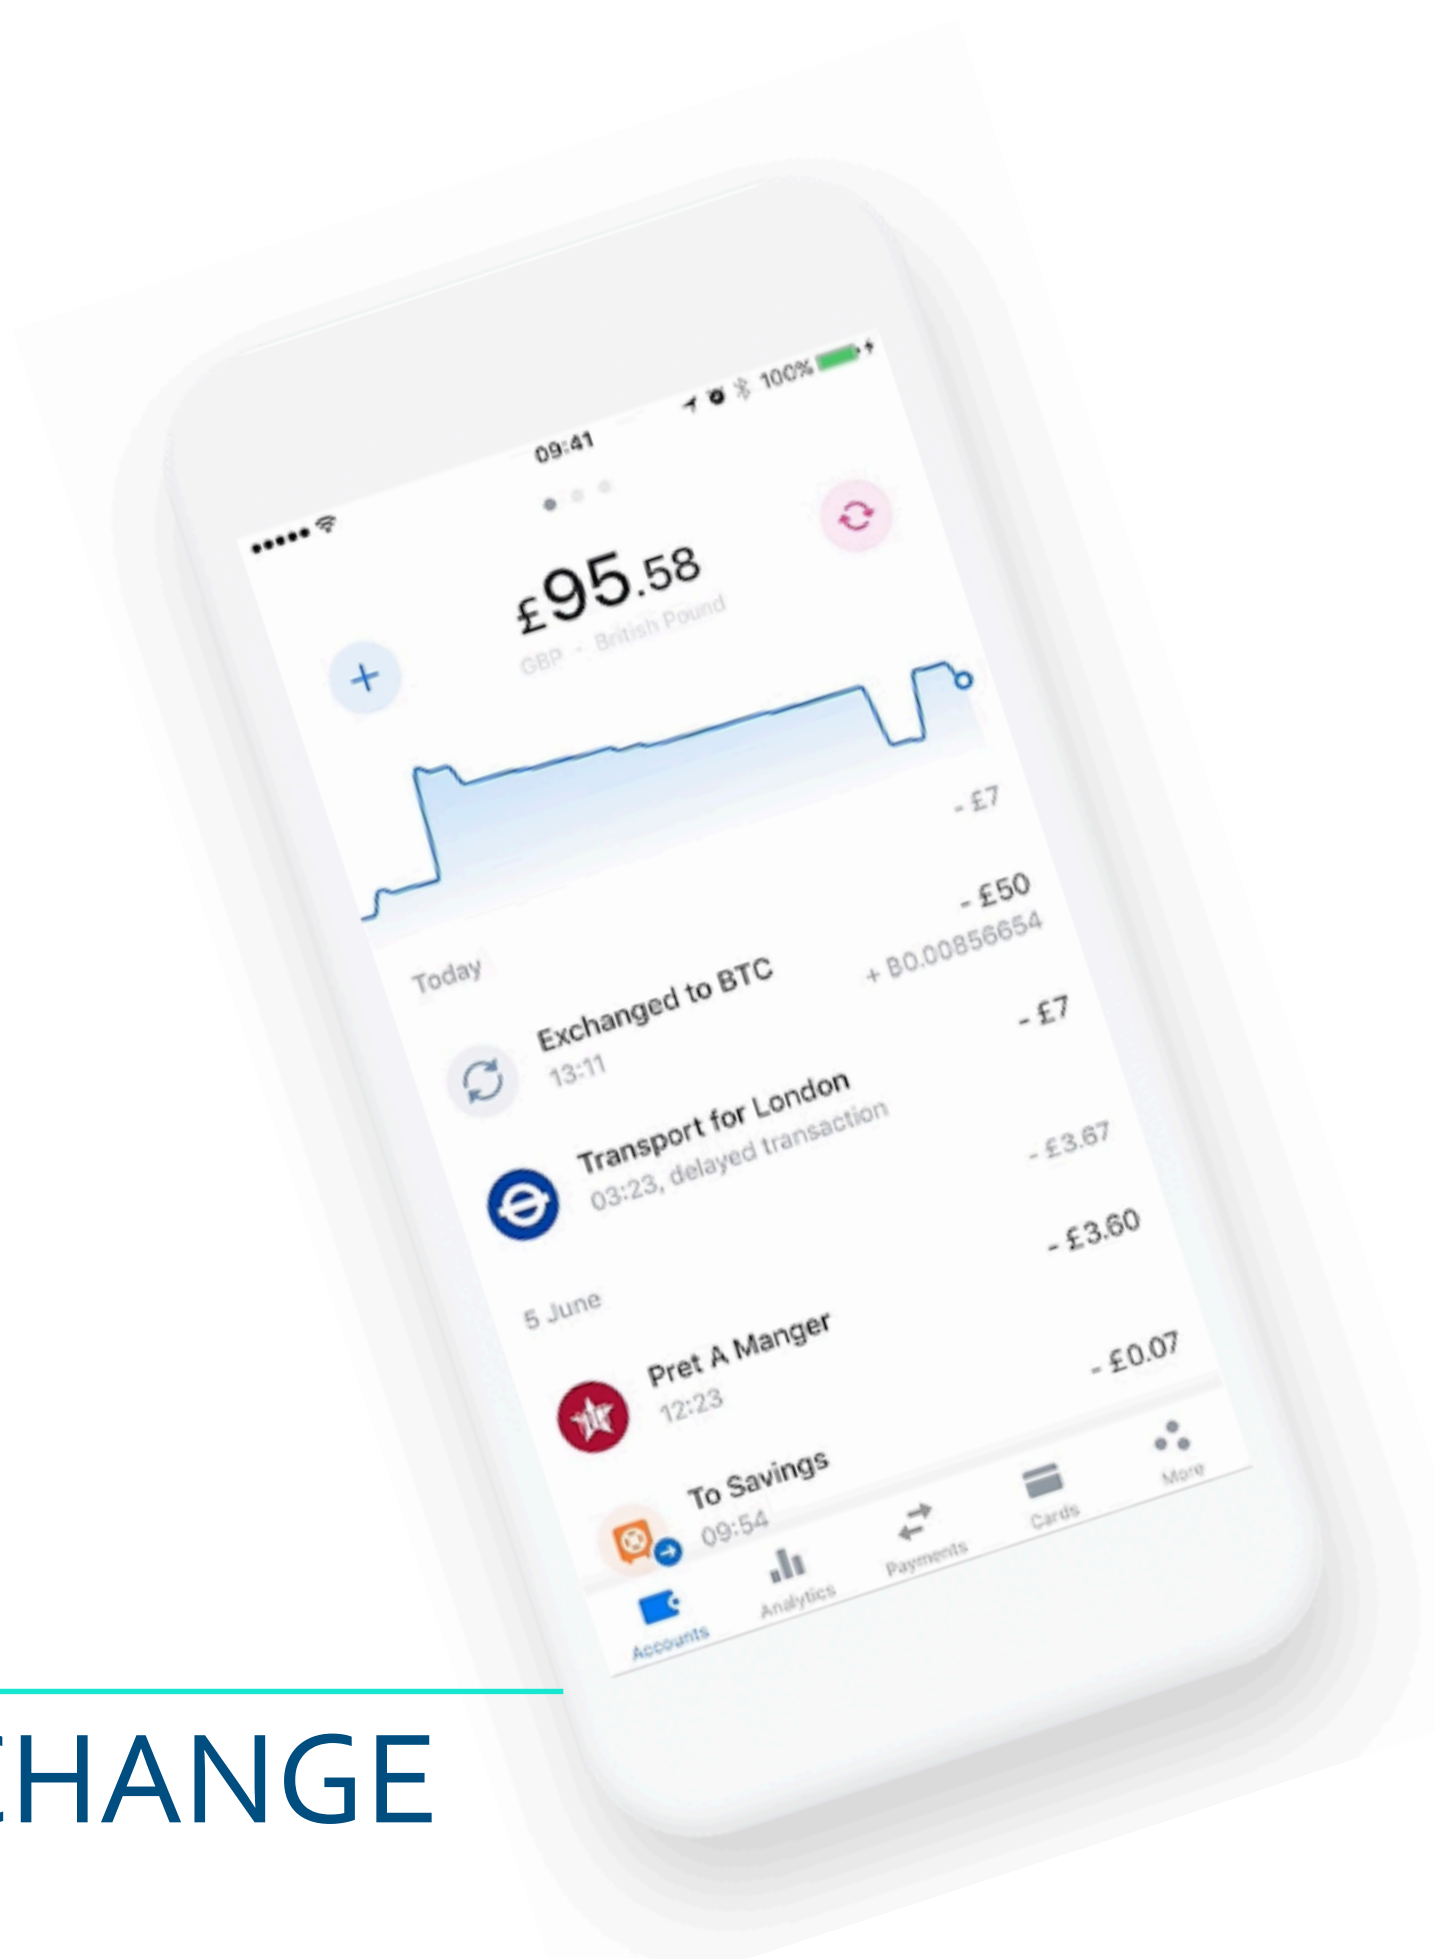 09:41
100%
£95.58
GBP • British Pound
Today
- £7
Exchanged to BTC
- £50
13:11
+ ₿0.00856654
Transport for London
- £7
03:23, delayed transaction
5 June
- £3.67
Pret A Manger
- £3.60
12:23
To Savings
- £0.07
09:54
Accounts
Analytics
Payments
Cards
More
CHANGE